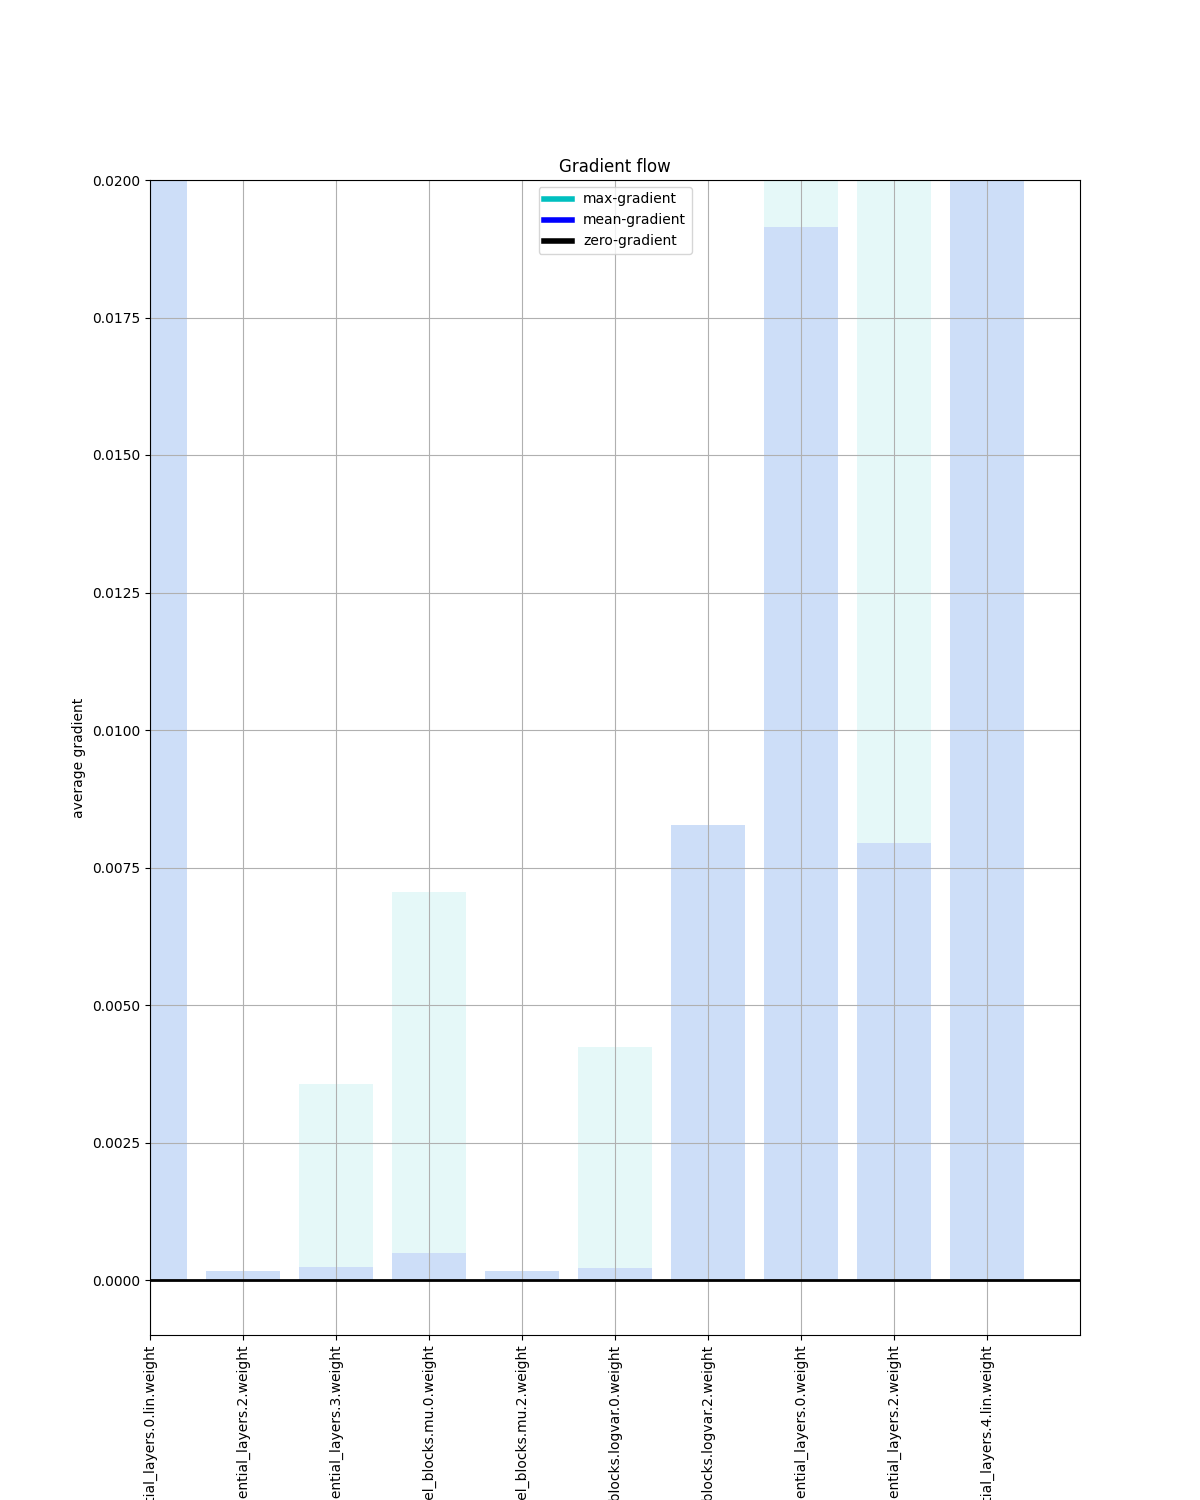 Gradient flow
max-gradient
mean-gradient
zero-gradient
average gradient
0.0200
0.0175
0.0150
0.0125
0.0100
0.0075
0.0050
0.0025
0.0000
tial_layers.0.lin.weight
ential_layers.2.weight
ential_layers.3.weight
el_blocks.mu.0.weight
el_blocks.mu.2.weight
blocks.logvar.0.weight
blocks.logvar.2.weight
ential_layers.0.weight
ential_layers.2.weight
tial_layers.4.lin.weight